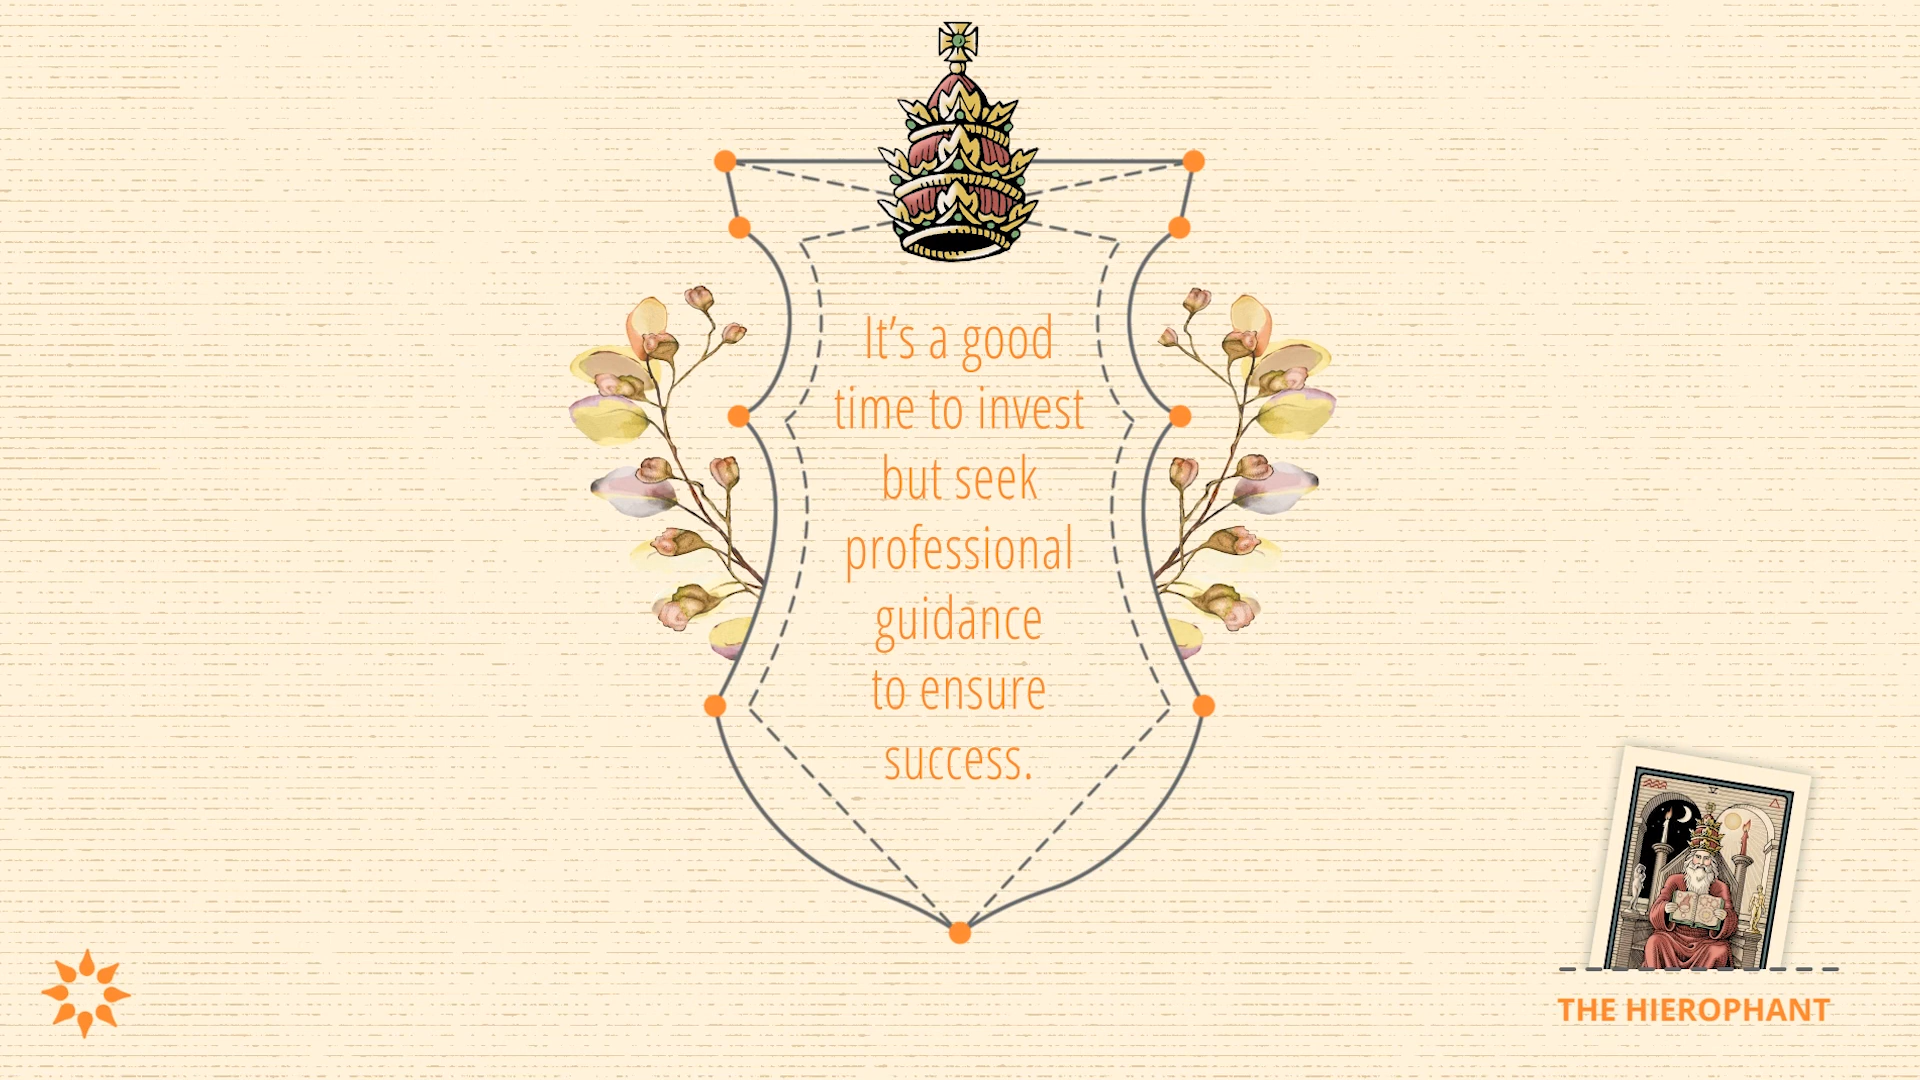 It’s a good
time to invest
but seek
professional
guidance
to ensure
success.
V
THE HIEROPHANT